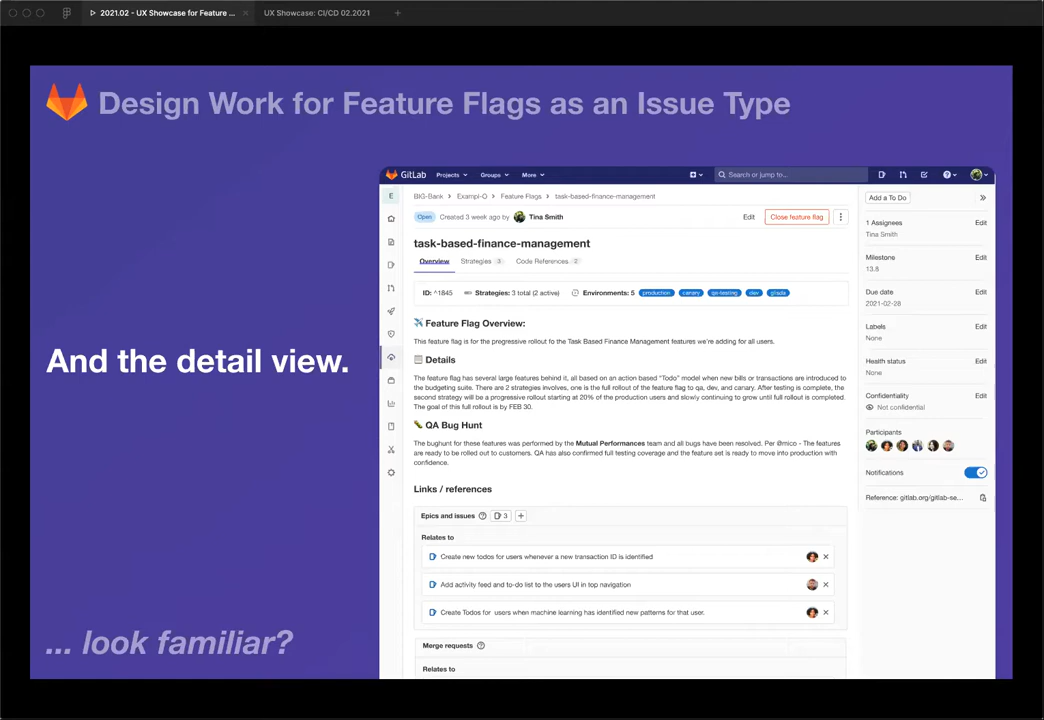 2021.02 - UX Showcase for Feature ...
UX Showcase: CI/CD 02.2021
Design Work for Feature Flags as an Issue Type
And the detail view.
... look familiar?
GitLab
Projects
Groups
More
Search or jump to...
E
BIG-Bank > Exampl-O > Feature Flags > task-based-finance-management
Open Created 3 week ago by Tina Smith
Edit
Close feature flag
task-based-finance-management
Overview
Strategies 3
Code References 2
ID: ^1845
Strategies: 3 total (2 active)
Environments: 5
production
canary
qa-testing
dev
Feature Flag Overview:
This feature flag is for the progressive rollout fo the Task Based Finance Management features we're adding for all users.
Details
The feature flag has several large features behind it, all based on an action based "Todo" model when new bills or transactions are introduced to
the budgeting suite. There are 2 strategies involves, one is the full rollout of the feature flag to qa, dev, and canary. After testing is complete, the
second strategy will be a progressive rollout starting at 20% of the production users and slowly continuing to grow until full rollout is completed.
The goal of this full rollout is by FEB 30.
QA Bug Hunt
The bughunt for these features was performed by the Mutual Performances team and all bugs have been resolved. Per @mico - The features
are ready to be rolled out to customers. QA has also confirmed full testing coverage and the feature set is ready to move into production with
confidence.
Links / references
Epics and issues
3
Relates to
Create new todos for users whenever a new transaction ID is identified
Add activity feed and to-do list to the users UI in top navigation
Create Todos for users when machine learning has identified new patterns for that user.
Merge requests
Relates to
Add a To Do
1 Assignees Edit
Tina Smith
Milestone Edit
13.8
Due date Edit
2021-02-28
Labels Edit
None
Health status Edit
None
Confidentiality Edit
Not confidential
Participants
Notifications
Reference: gitlab.org/gitlab-se...